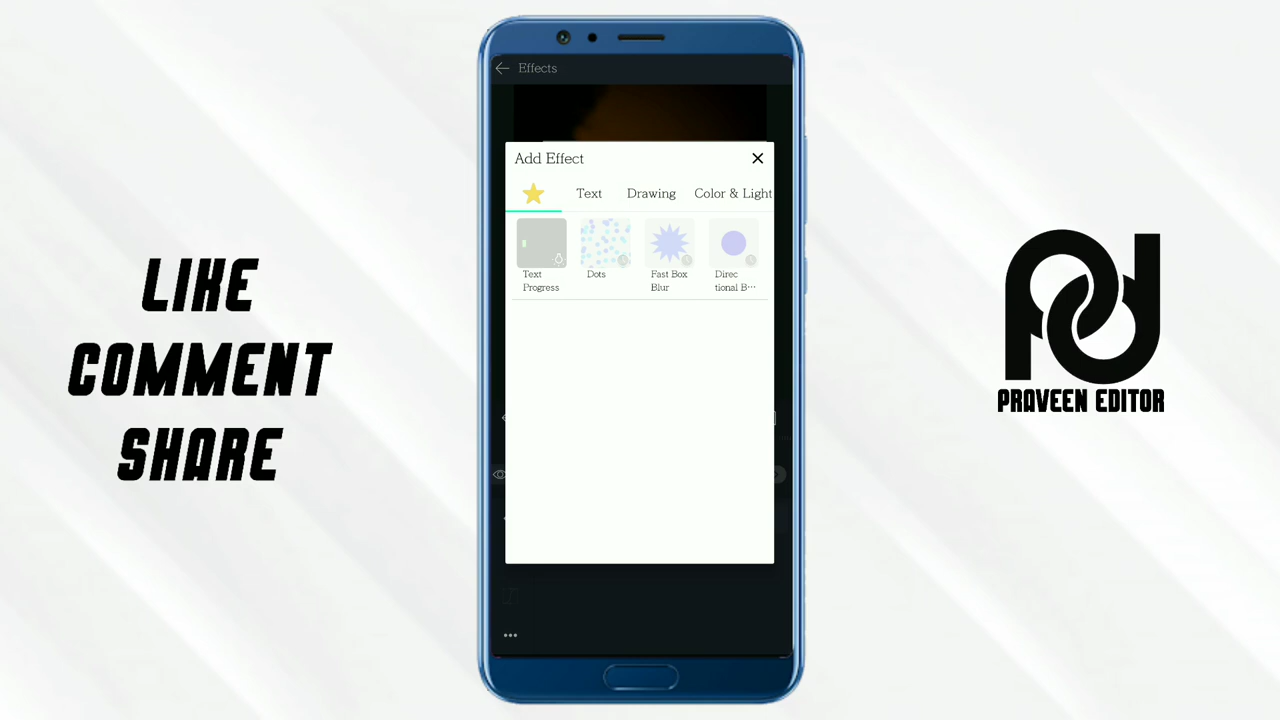 LIKE
COMMENT
SHARE
Effects
Add Effect
Text Drawing Color & Light
Text
Progress
Dots
Fast Box
Blur
Direc
tional B…
pd
PRAVEEN EDITOR